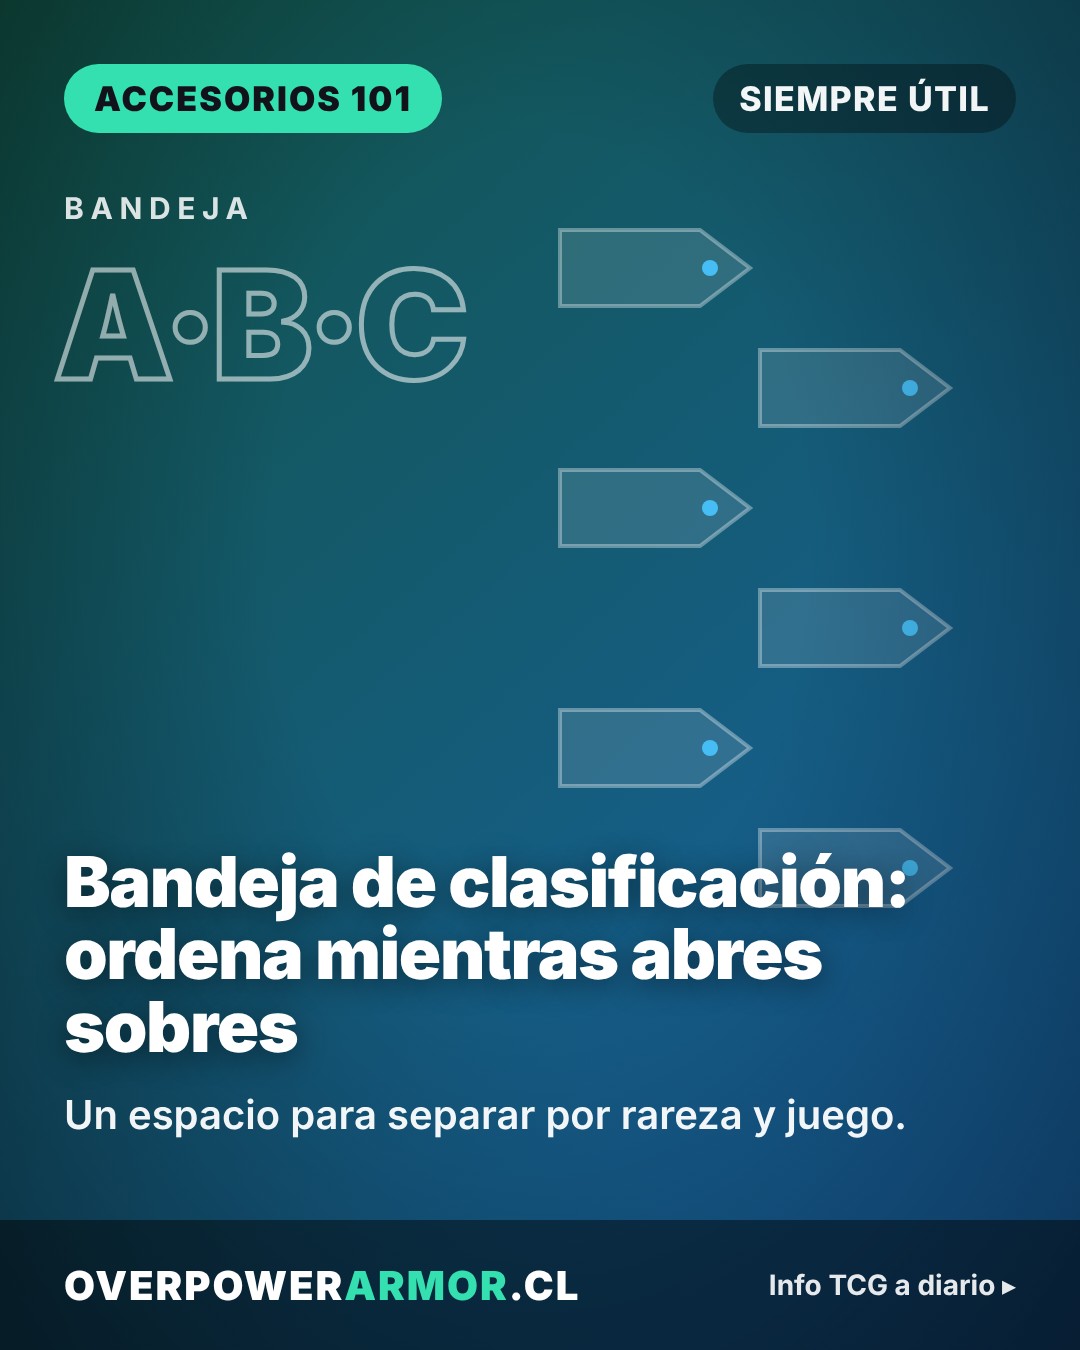 ACCESORIOS 101
SIEMPRE ÚTIL
BANDEJA
A·B·C
Bandeja de clasificación:
ordena mientras abres
sobres
Un espacio para separar por rareza y juego.
OVERPOWERARMOR.CL
Info TCG a diario ▸